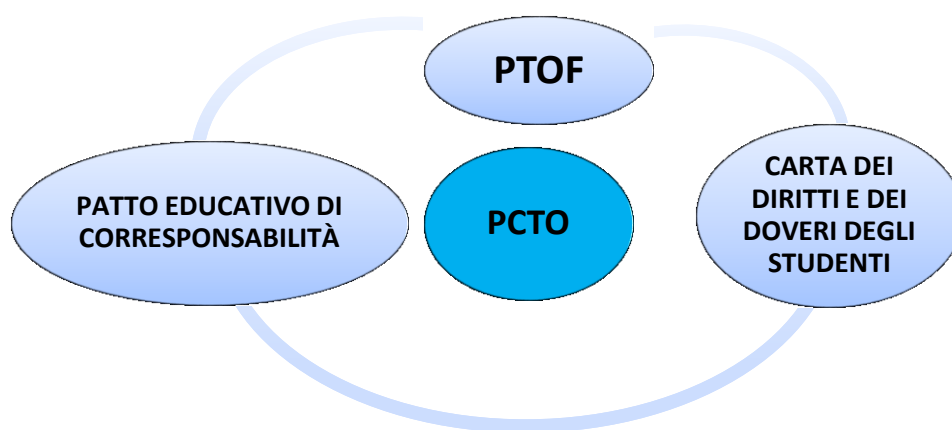 PTOF
PATTO EDUCATIVO DI
CORRESPONSABILITÀ
PCTO
CARTA DEI
DIRITTI E DEI
DOVERI DEGLI
STUDENTI